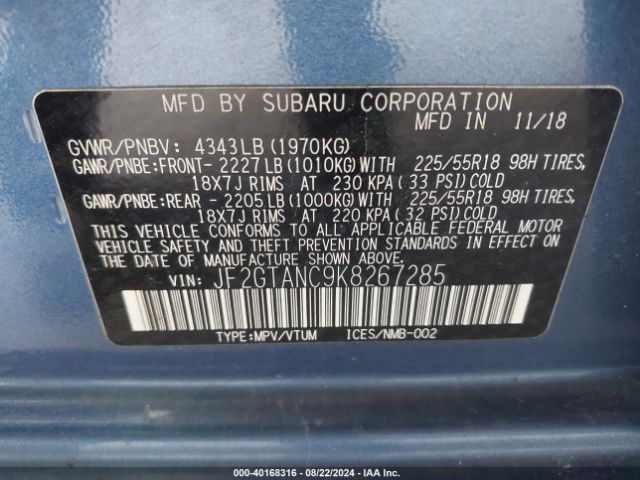 MFD BY SUBARU CORPORATION
MFD IN 11/18
GVWR/PNBV: 4343LB(1970KG)
GAWR/PNBE:FRONT- 2227LB(1010KG)WITH 225/55R18 98H TIRES,
18X7J RIMS AT 230 KPA(33 PSI)COLD
GAWR/PNBE:REAR - 2205LB(1000KG)WITH 225/55R18 98H TIRES,
18X7J RIMS AT 220 KPA(32 PSI)COLD
THIS VEHICLE CONFORMS TO ALL APPLICABLE FEDERAL MOTOR
VEHICLE SAFETY AND THEFT PREVENTION STANDARDS IN EFFECT ON
THE DATE OF MANUFACTURE SHOWN ABOVE.
VIN: JF2GTANC9K8267285
TYPE:MPV/VTUM ICES/NMB-002
000-40168316 - 08/22/2024 - IAA Inc.